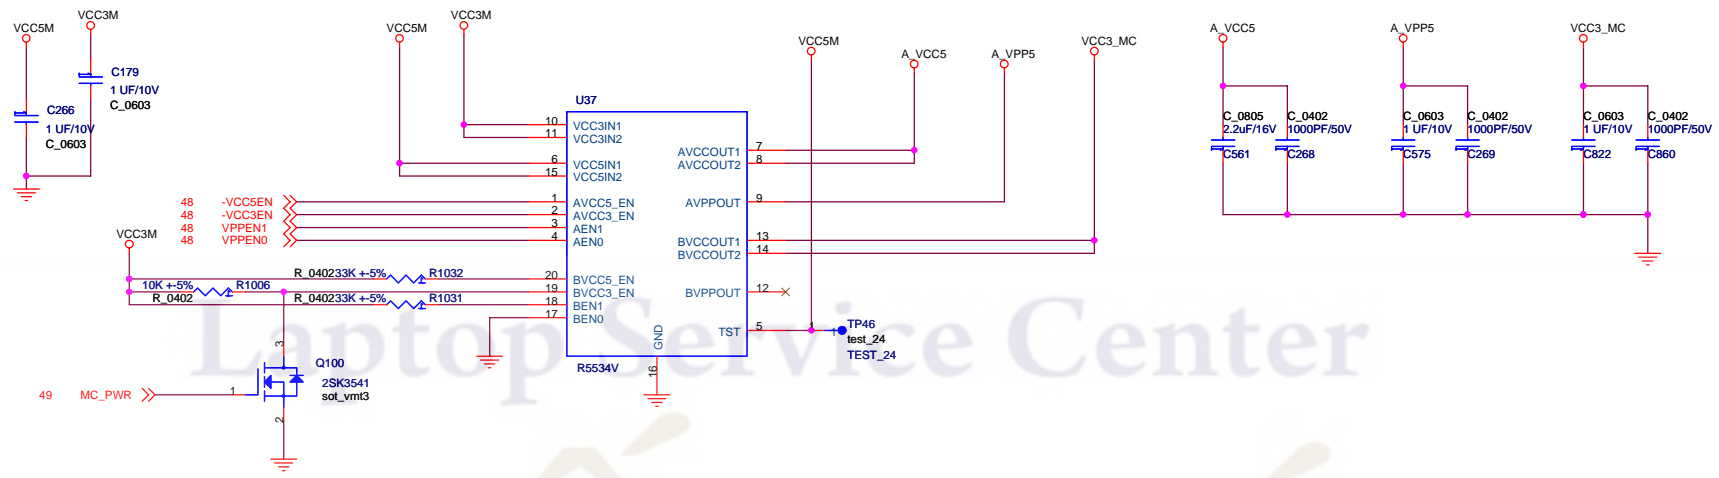 VCC5M
VCC3M
C179
1 UF/10V
C_0603
C266
1 UF/10V
C_0603
VCC5M
VCC3M
VCC5M
A_VCC5
A_VPP5
VCC3_MC
U37
10 VCC3IN1
11 VCC3IN2
6 VCC5IN1
15 VCC5IN2
48 -VCC5EN 1 AVCC5_EN
48 -VCC3EN 2 AVCC3_EN
48 VPPEN1 3 AEN1
48 VPPEN0 4 AEN0
VCC3M
R_0402 33K +-5% R1032 20 BVCC5_EN
10K +-5% R1006 19 BVCC3_EN
R_0402 R_0402 33K +-5% R1031 18 BEN1
17 BEN0
AVCCOUT1 7
AVCCOUT2 8
AVPPOUT 9
BVCCOUT1 13
BVCCOUT2 14
BVPPOUT 12
TST 5
1 1 TP46
test_24
TEST_24
GND
16
R5534V
3
Q100
2SK3541
sot_vmt3
49 MC_PWR 1
2
A_VCC5
C_0805
2.2uF/16V
C561
C_0402
1000PF/50V
C268
A_VPP5
C_0603
1 UF/10V
C575
C_0402
1000PF/50V
C269
VCC3_MC
C_0603
1 UF/10V
C822
C_0402
1000PF/50V
C860
Laptop Service Center